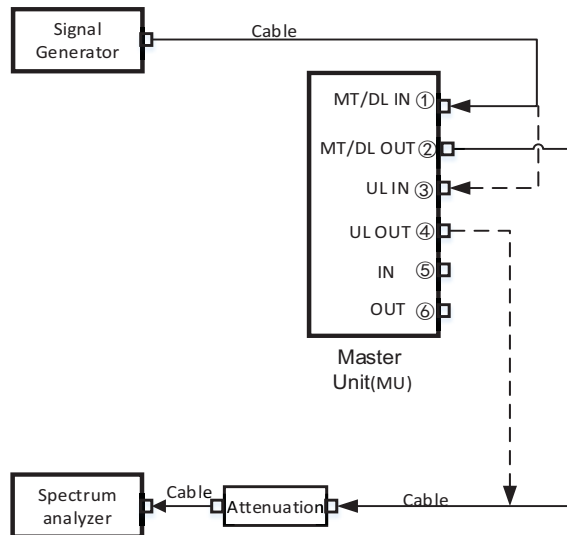 Signal
Generator
Cable
MT/DL IN ①
MT/DL OUT ②
UL IN ③
UL OUT ④
IN ⑤
OUT ⑥
Master
Unit(MU)
Spectrum
analyzer
Cable
Attenuation
Cable